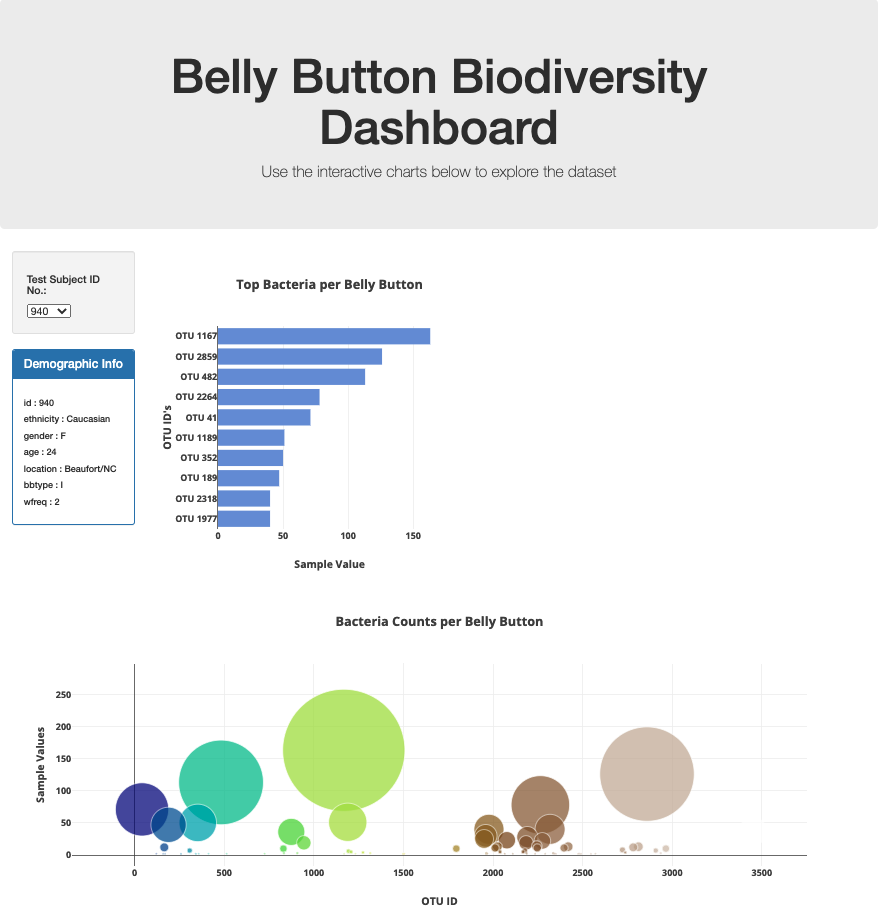 Belly Button Biodiversity
Dashboard
Use the interactive charts below to explore the dataset
Test Subject ID
No.:
940
Demographic Info
id : 940
ethnicity : Caucasian
gender : F
age : 24
location : Beaufort/NC
bbtype : I
wfreq : 2
Top Bacteria per Belly Button
OTU ID's
OTU 1167
OTU 2859
OTU 482
OTU 2264
OTU 41
OTU 1189
OTU 352
OTU 189
OTU 2318
OTU 1977
0 50 100 150
Sample Value
Bacteria Counts per Belly Button
Sample Values
250
200
150
100
50
0
0 500 1000 1500 2000 2500 3000 3500
OTU ID